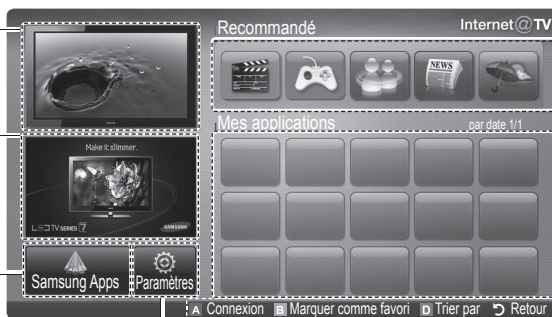 Recommandé
Internet@TV
NEWS
Mes applications
par date 1/1
Make it slimmer.
LED TV SERIES 7
SAMSUNG
Samsung Apps
Paramètres
A Connexion B Marquer comme favori D Trier par Retour